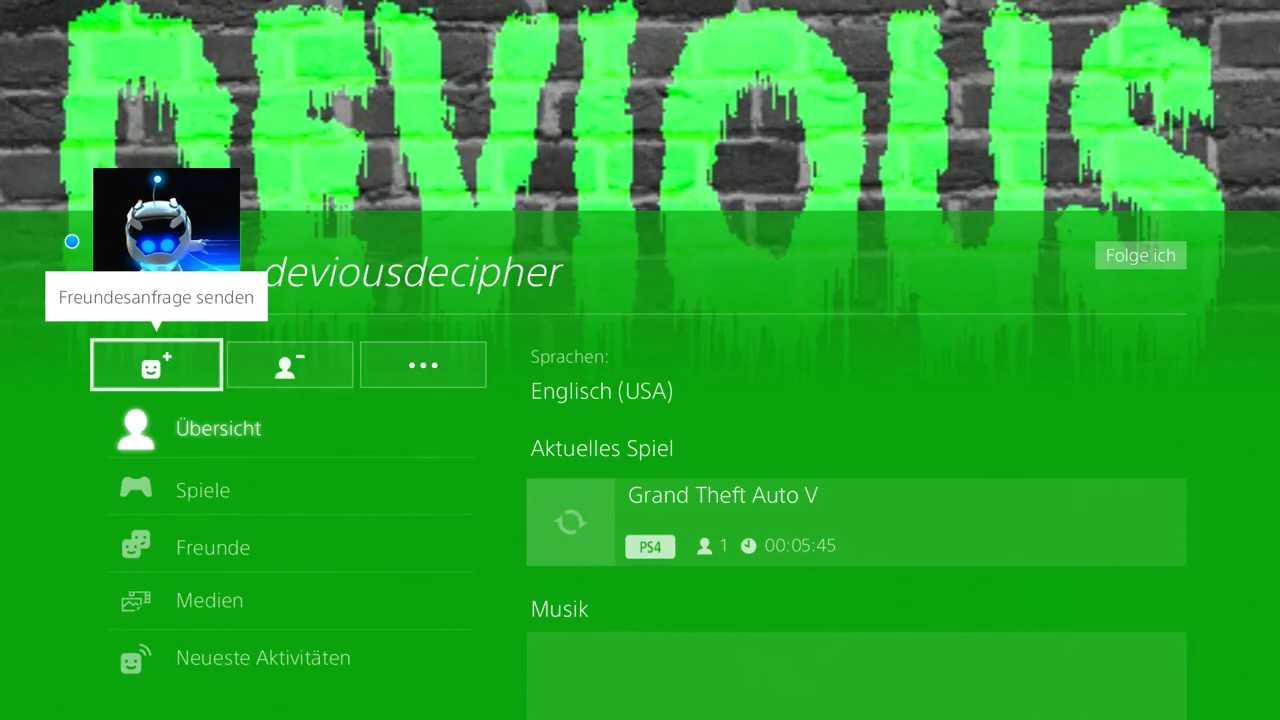 DEVIOUS
deviousdecipher
Folge ich
Freundesanfrage senden
Übersicht
Spiele
Freunde
Medien
Neueste Aktivitäten
Sprachen:
Englisch (USA)
Aktuelles Spiel
Grand Theft Auto V
PS4 1 00:05:45
Musik